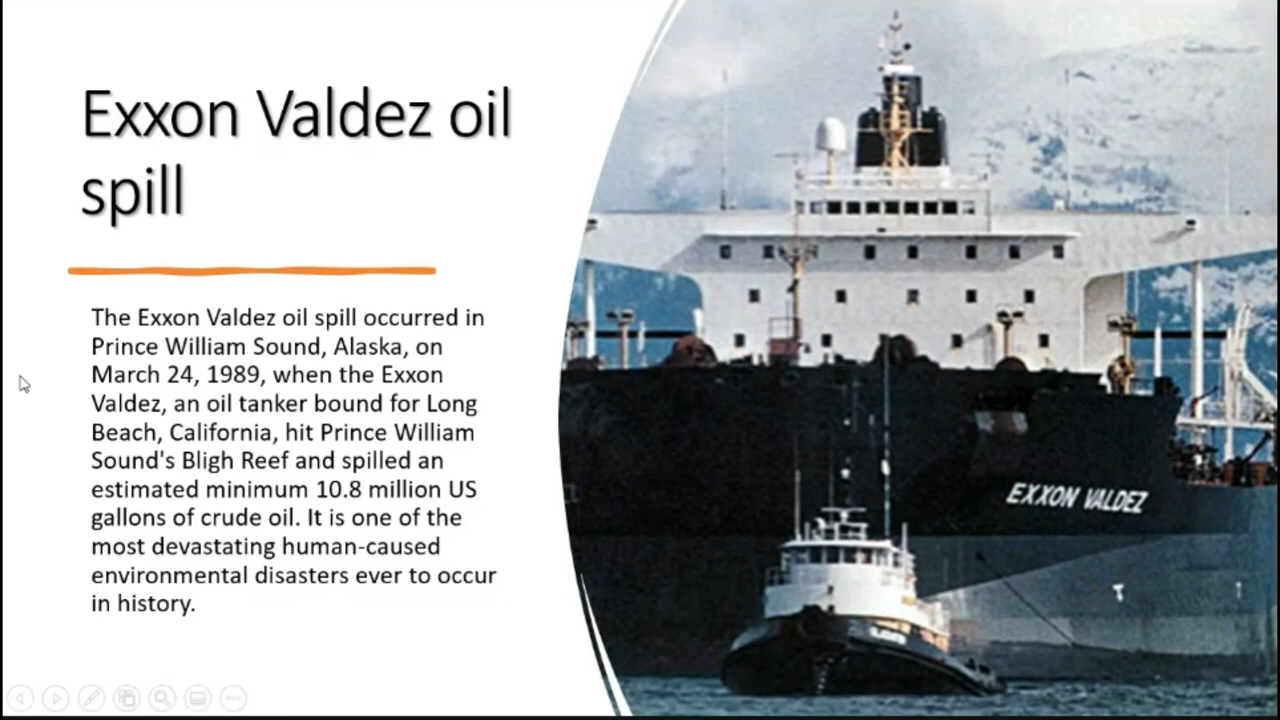 Exxon Valdez oil
spill
The Exxon Valdez oil spill occurred in
Prince William Sound, Alaska, on
March 24, 1989, when the Exxon
Valdez, an oil tanker bound for Long
Beach, California, hit Prince William
Sound's Bligh Reef and spilled an
estimated minimum 10.8 million US
gallons of crude oil. It is one of the
most devastating human-caused
environmental disasters ever to occur
in history.
EXXON VALDEZ